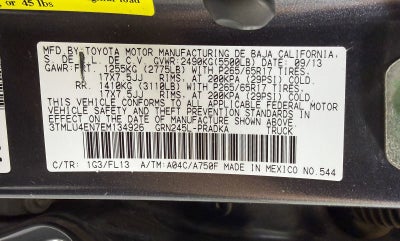 or 45 lbs
MFD. BY: TOYOTA MOTOR MANUFACTURING DE BAJA CALIFORNIA,
S. DE R.L. DE C.V. GVWR:2490KG(5500LB) 09/13
GAWR:FRT. 1255KG (2775LB) WITH P265/65R17 TIRES,
17X7.5JJ RIMS, AT 200KPA (29PSI) COLD.
RR. 1410KG (3110LB) WITH P265/65R17 TIRES,
17X7.5JJ RIMS, AT 200KPA (29PSI) COLD.
THIS VEHICLE CONFORMS TO ALL APPLICABLE FEDERAL MOTOR
VEHICLE SAFETY AND THEFT PREVENTION STANDARDS
IN EFFECT ON THE DATE OF MANUFACTURE SHOWN ABOVE.
3TMLU4EN7EM134926 GRN245L-PRADKA TRUCK
C/TR: 1G3/FL13 A/TM:A04C/A750F MADE IN MEXICO NO.544